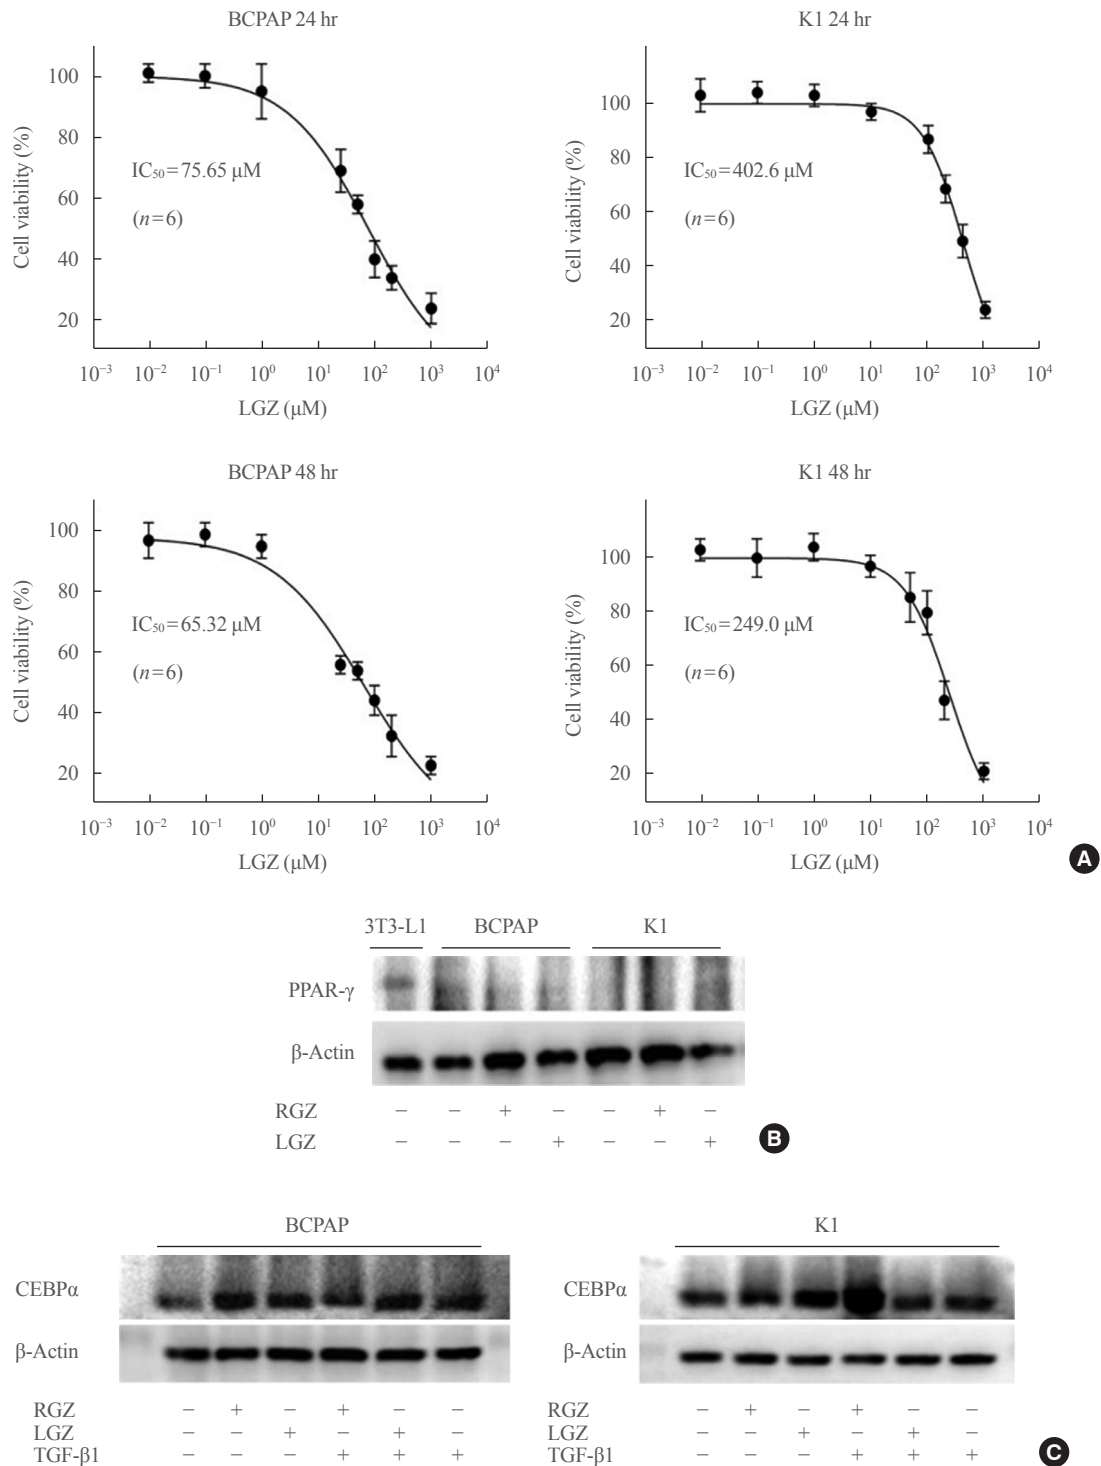 BCPAP 24 hr
Cell viability (%)
100
80
60
40
20
IC₅₀=75.65 μM
(n=6)
10⁻³ 10⁻² 10⁻¹ 10⁰ 10¹ 10² 10³ 10⁴
LGZ (μM)
K1 24 hr
Cell viability (%)
100
80
60
40
20
IC₅₀=402.6 μM
(n=6)
10⁻³ 10⁻² 10⁻¹ 10⁰ 10¹ 10² 10³ 10⁴
LGZ (μM)
BCPAP 48 hr
Cell viability (%)
100
80
60
40
20
IC₅₀=65.32 μM
(n=6)
10⁻³ 10⁻² 10⁻¹ 10⁰ 10¹ 10² 10³ 10⁴
LGZ (μM)
K1 48 hr
Cell viability (%)
100
80
60
40
20
IC₅₀=249.0 μM
(n=6)
10⁻³ 10⁻² 10⁻¹ 10⁰ 10¹ 10² 10³ 10⁴
LGZ (μM)
A
3T3-L1 BCPAP K1
PPAR-γ
β-Actin
RGZ − − + − − + −
LGZ − − − + − − +
B
BCPAP
CEBPα
β-Actin
RGZ − + − + − −
LGZ − − + − + −
TGF-β1 − − − + + +
K1
CEBPα
β-Actin
RGZ − + − + − −
LGZ − − + − + −
TGF-β1 − − − + + +
C